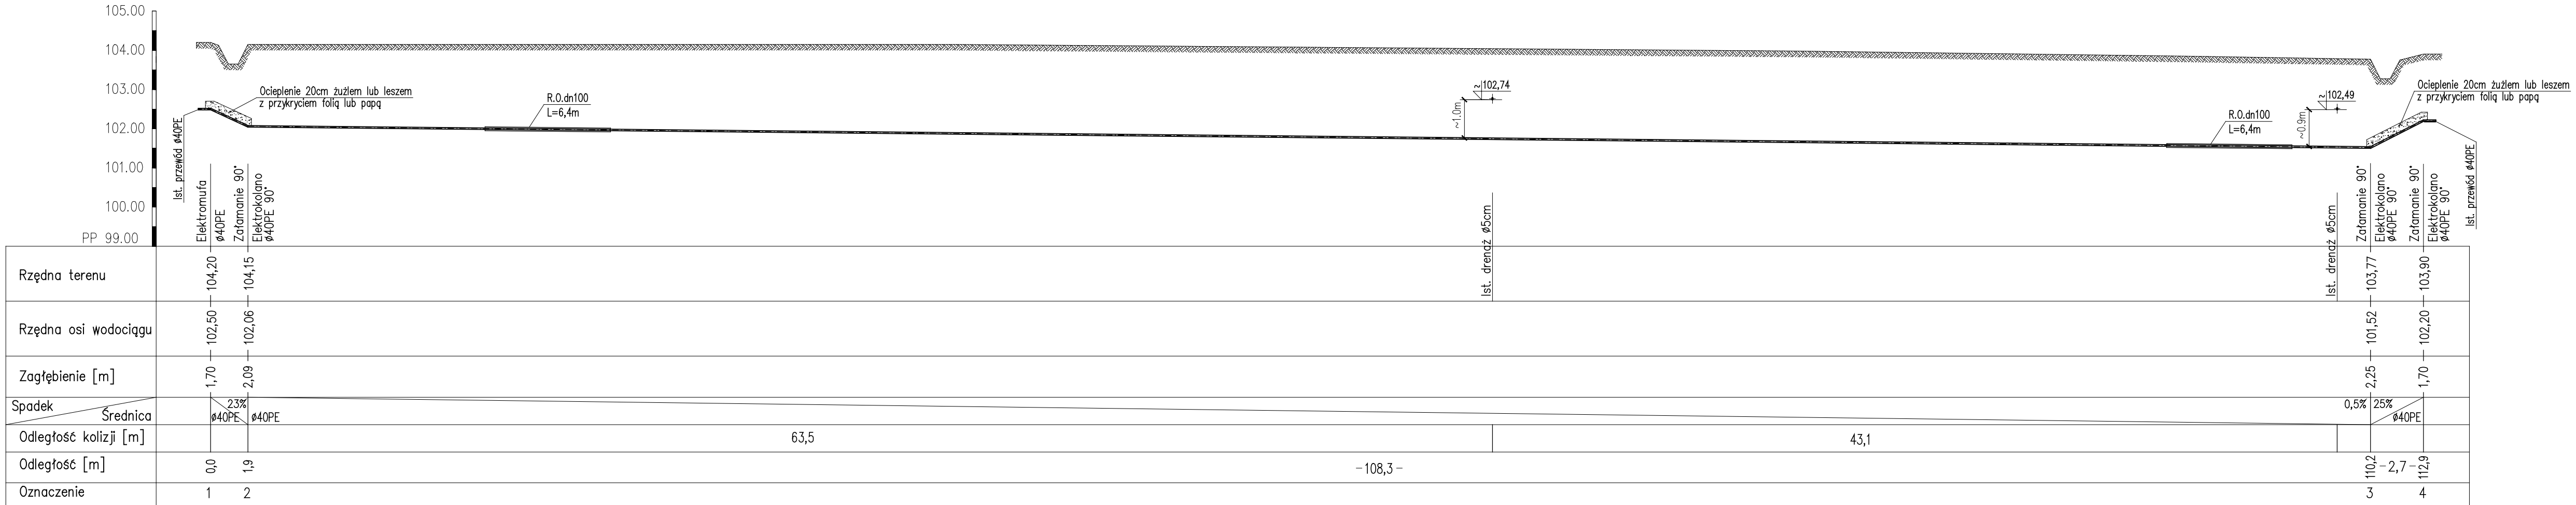 105.00
104.00
103.00
102.00
101.00
100.00
PP 99.00
Ist. przewód ø40PE
Ocieplenie 20cm żużlem lub leszem
z przykryciem folią lub papą
R.O.dn100
L=6,4m
~1.0m
~102,74
R.O.dn100
L=6,4m
~0.9m
~102,49
Ocieplenie 20cm żużlem lub leszem
z przykryciem folią lub papą
Ist. przewód ø40PE
Elektromufa
ø40PE
Załamanie 90°
Elektrokolano
ø40PE 90°
Ist. drenaż ø5cm
Ist. drenaż ø5cm
Załamanie 90°
Elektrokolano
ø40PE 90°
Załamanie 90°
Elektrokolano
ø40PE 90°
Rzędna terenu
104,20
104,15
103,77
103,90
Rzędna osi wodociągu
102,50
102,06
101,52
102,20
Zagłębienie [m]
1,70
2,09
2,25
1,70
Spadek
Średnica
23%
ø40PE
ø40PE
0,5%
25%
ø40PE
Odległość kolizji [m]
63,5
43,1
Odległość [m]
0,0
1,9
-108,3-
110,2
-2,7-
112,9
Oznaczenie
1
2
3
4